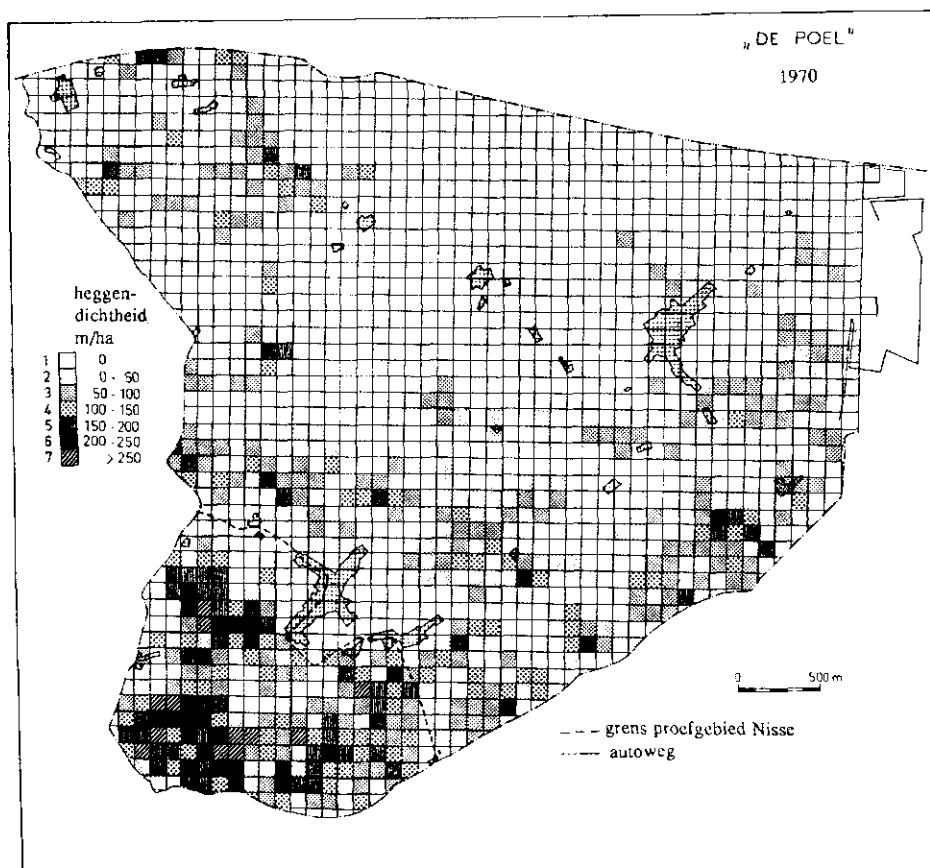 „DE POEL"
1970
heggen-
dichtheid
m/ha
1 0
2 0 - 50
3 50 - 100
4 100 - 150
5 150 - 200
6 200 - 250
7 >250
0 500 m
grens proefgebied Nisse
autoweg